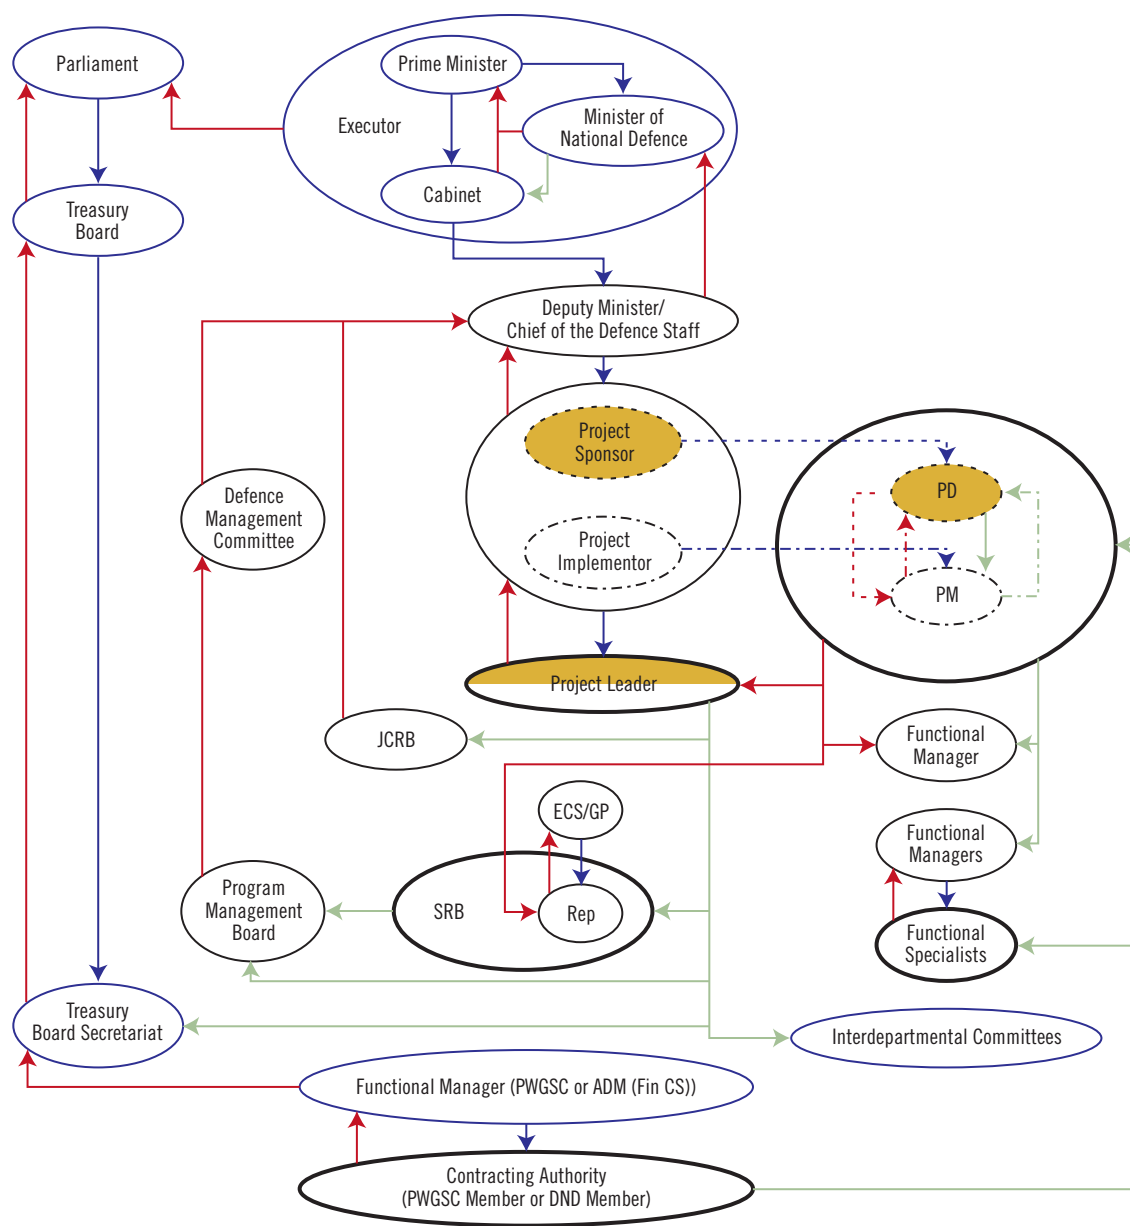 Parliament
Prime Minister
Executor
Minister of
National Defence
Cabinet
Treasury
Board
Deputy Minister/
Chief of the Defence Staff
Project
Sponsor
PD
Defence
Management
Committee
Project
Implementor
PM
Project Leader
JCRB
Functional
Manager
ECS/GP
Functional
Managers
Program
Management
Board
SRB
Rep
Functional
Specialists
Treasury
Board Secretariat
Interdepartmental Committees
Functional Manager (PWGSC or ADM (Fin CS))
Contracting Authority
(PWGSC Member or DND Member)